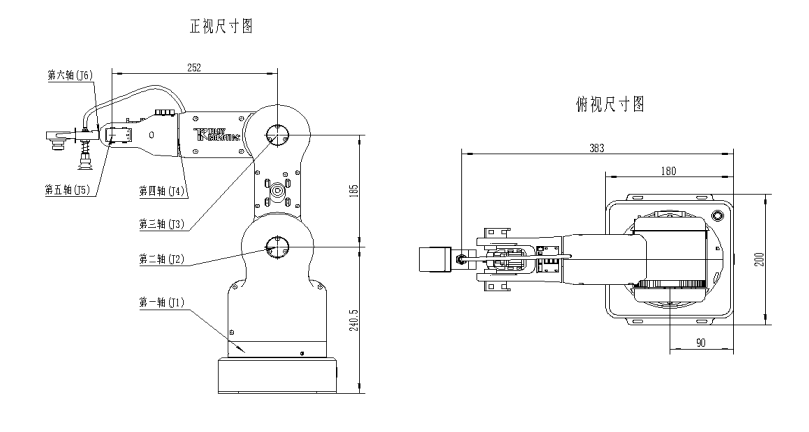 正视尺寸图
252
第六轴(J6)
第五轴(J5)
第四轴(J4)
第三轴(J3)
第二轴(J2)
第一轴(J1)
185
240.5
俯视尺寸图
383
180
200
90